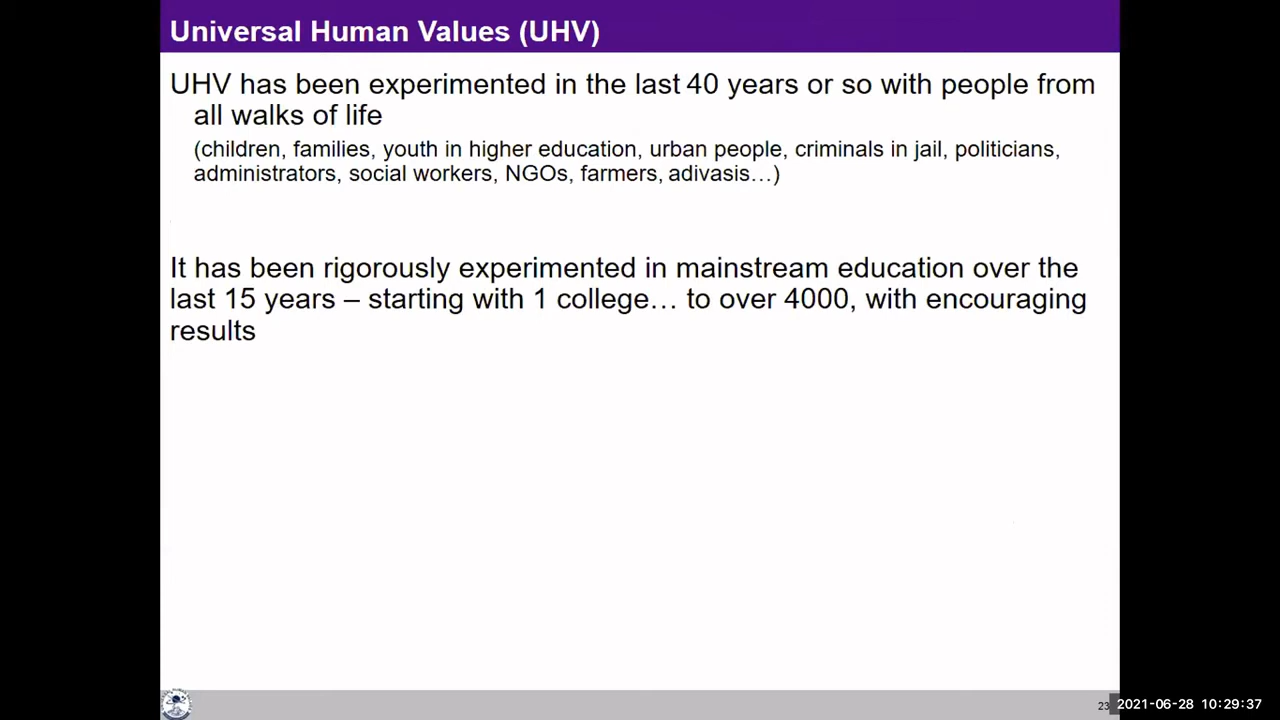 Universal Human Values (UHV)
UHV has been experimented in the last 40 years or so with people from
all walks of life
(children, families, youth in higher education, urban people, criminals in jail, politicians,
administrators, social workers, NGOs, farmers, adivasis…)
It has been rigorously experimented in mainstream education over the
last 15 years – starting with 1 college… to over 4000, with encouraging
results
23
2021-06-28 10:29:37